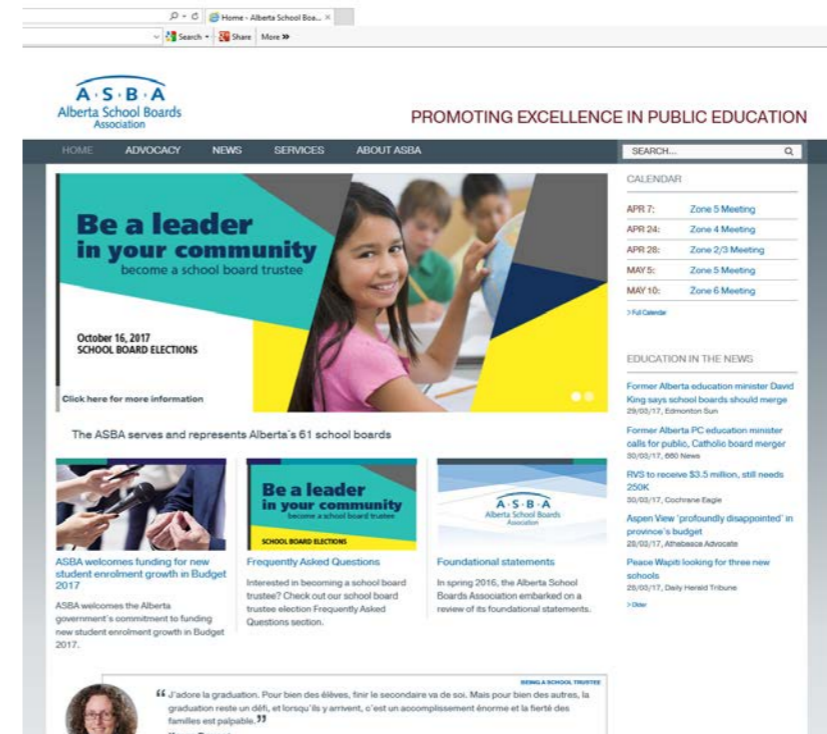 Home - Alberta School Boa...
Search
Share
More »
A·S·B·A
Alberta School Boards
Association
PROMOTING EXCELLENCE IN PUBLIC EDUCATION
HOME ADVOCACY NEWS SERVICES ABOUT ASBA
SEARCH...
Be a leader
in your community
become a school board trustee
October 16, 2017
SCHOOL BOARD ELECTIONS
Click here for more information
The ASBA serves and represents Alberta's 61 school boards
ASBA welcomes funding for new
student enrolment growth in Budget
2017
ASBA welcomes the Alberta
government's commitment to funding
new student enrolment growth in Budget
2017.
Be a leader
in your community
become a school board trustee
SCHOOL BOARD ELECTIONS
Frequently Asked Questions
Interested in becoming a school board
trustee? Check out our school board
trustee election Frequently Asked
Questions section.
A·S·B·A
Alberta School Boards
Association
Foundational statements
In spring 2016, the Alberta School
Boards Association embarked on a
review of its foundational statements.
CALENDAR
APR 7: Zone 5 Meeting
APR 24: Zone 4 Meeting
APR 28: Zone 2/3 Meeting
MAY 5: Zone 5 Meeting
MAY 10: Zone 6 Meeting
> Full Calendar
EDUCATION IN THE NEWS
Former Alberta education minister David
King says school boards should merge
29/03/17, Edmonton Sun
Former Alberta PC education minister
calls for public, Catholic board merger
30/03/17, 660 News
RVS to receive $3.5 million, still needs
250K
30/03/17, Cochrane Eagle
Aspen View 'profoundly disappointed' in
province's budget
28/03/17, Athabasca Advocate
Peace Wapiti looking for three new
schools
28/03/17, Daily Herald Tribune
> Older
BEING A SCHOOL TRUSTEE
“ J'adore la graduation. Pour bien des élèves, finir le secondaire va de soi. Mais pour bien des autres, la
graduation reste un défi, et lorsqu'ils y arrivent, c'est un accomplissement énorme et la fierté des
familles est palpable. ”